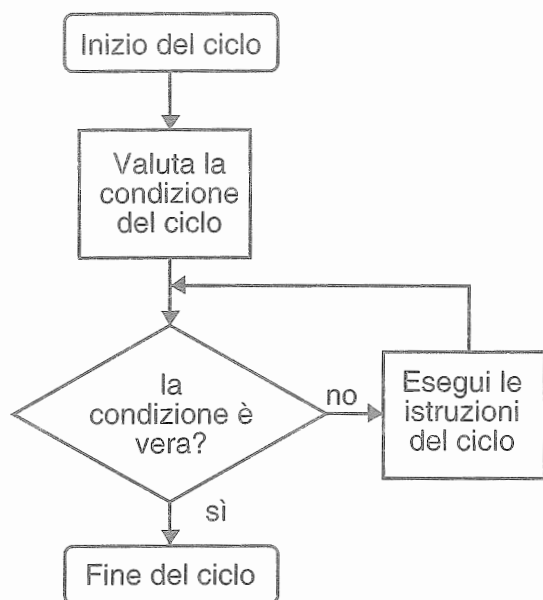 Inizio del ciclo
Valuta la
condizione
del ciclo
la
condizione è
vera?
no
Esegui le
istruzioni
del ciclo
sì
Fine del ciclo